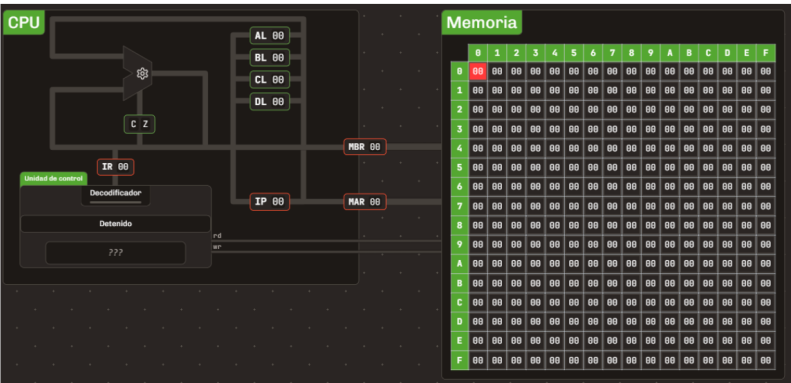 CPU
AL 00
BL 00
CL 00
DL 00
C Z
MBR 00
IR 00
Unidad de control
Decodificador
IP 00
MAR 00
Detenido
rd
wr
???
Memoria
0 1 2 3 4 5 6 7 8 9 A B C D E F
0 00 00 00 00 00 00 00 00 00 00 00 00 00 00 00 00
1 00 00 00 00 00 00 00 00 00 00 00 00 00 00 00 00
2 00 00 00 00 00 00 00 00 00 00 00 00 00 00 00 00
3 00 00 00 00 00 00 00 00 00 00 00 00 00 00 00 00
4 00 00 00 00 00 00 00 00 00 00 00 00 00 00 00 00
5 00 00 00 00 00 00 00 00 00 00 00 00 00 00 00 00
6 00 00 00 00 00 00 00 00 00 00 00 00 00 00 00 00
7 00 00 00 00 00 00 00 00 00 00 00 00 00 00 00 00
8 00 00 00 00 00 00 00 00 00 00 00 00 00 00 00 00
9 00 00 00 00 00 00 00 00 00 00 00 00 00 00 00 00
A 00 00 00 00 00 00 00 00 00 00 00 00 00 00 00 00
B 00 00 00 00 00 00 00 00 00 00 00 00 00 00 00 00
C 00 00 00 00 00 00 00 00 00 00 00 00 00 00 00 00
D 00 00 00 00 00 00 00 00 00 00 00 00 00 00 00 00
E 00 00 00 00 00 00 00 00 00 00 00 00 00 00 00 00
F 00 00 00 00 00 00 00 00 00 00 00 00 00 00 00 00